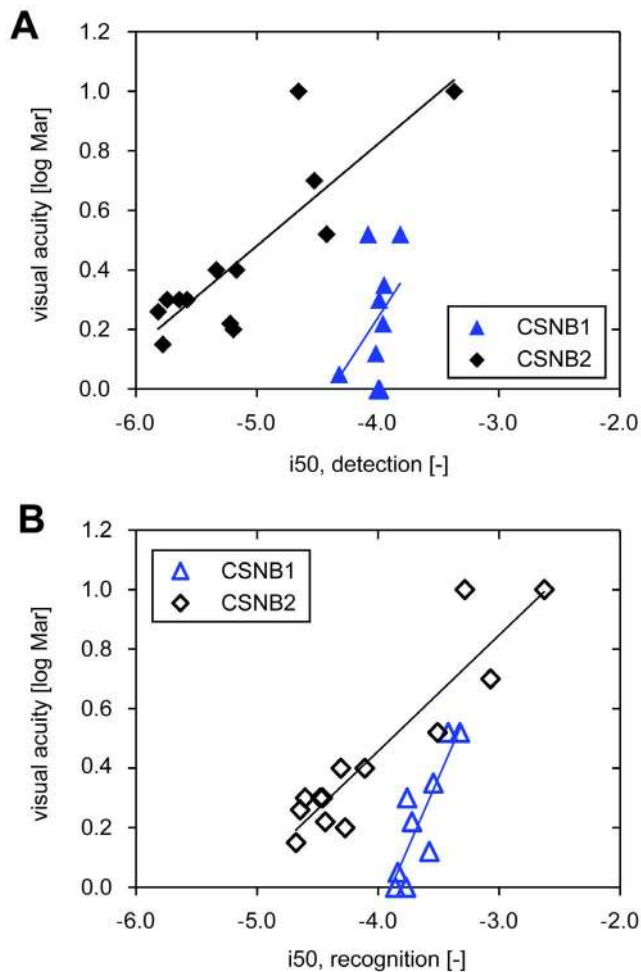 A
visual acuity [log Mar]
1.2
1.0
0.8
0.6
0.4
0.2
0.0
-6.0 -5.0 -4.0 -3.0 -2.0
i50, detection [-]
CSNB1
CSNB2
B
visual acuity [log Mar]
1.2
1.0
0.8
0.6
0.4
0.2
0.0
-6.0 -5.0 -4.0 -3.0 -2.0
i50, recognition [-]
CSNB1
CSNB2